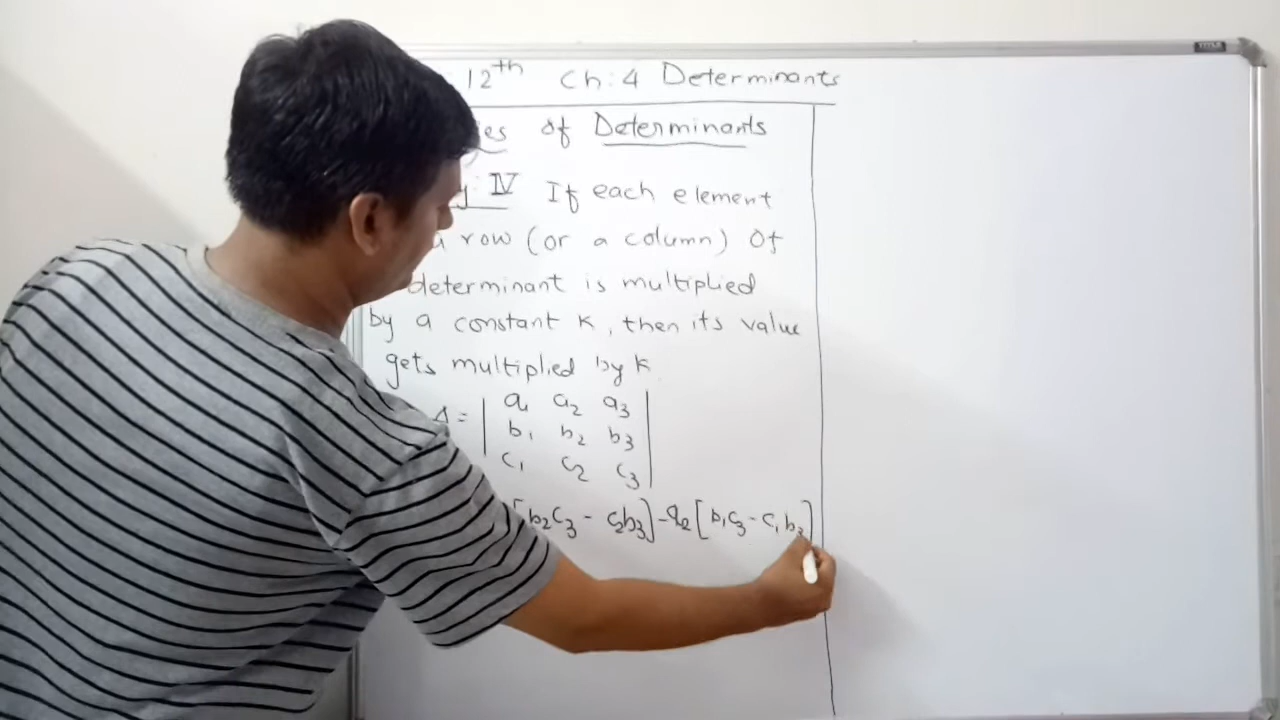 12th Ch: 4 Determinants
of Determinants
IV If each element
row (or a column) of
determinant is multiplied
by a constant K, then its value
gets multiplied by K
Δ = | a1 a2 a3 |
| b1 b2 b3 |
| c1 c2 c3 |
[b2c3 - c2b3] - a2 [b1c3 - c1b3]